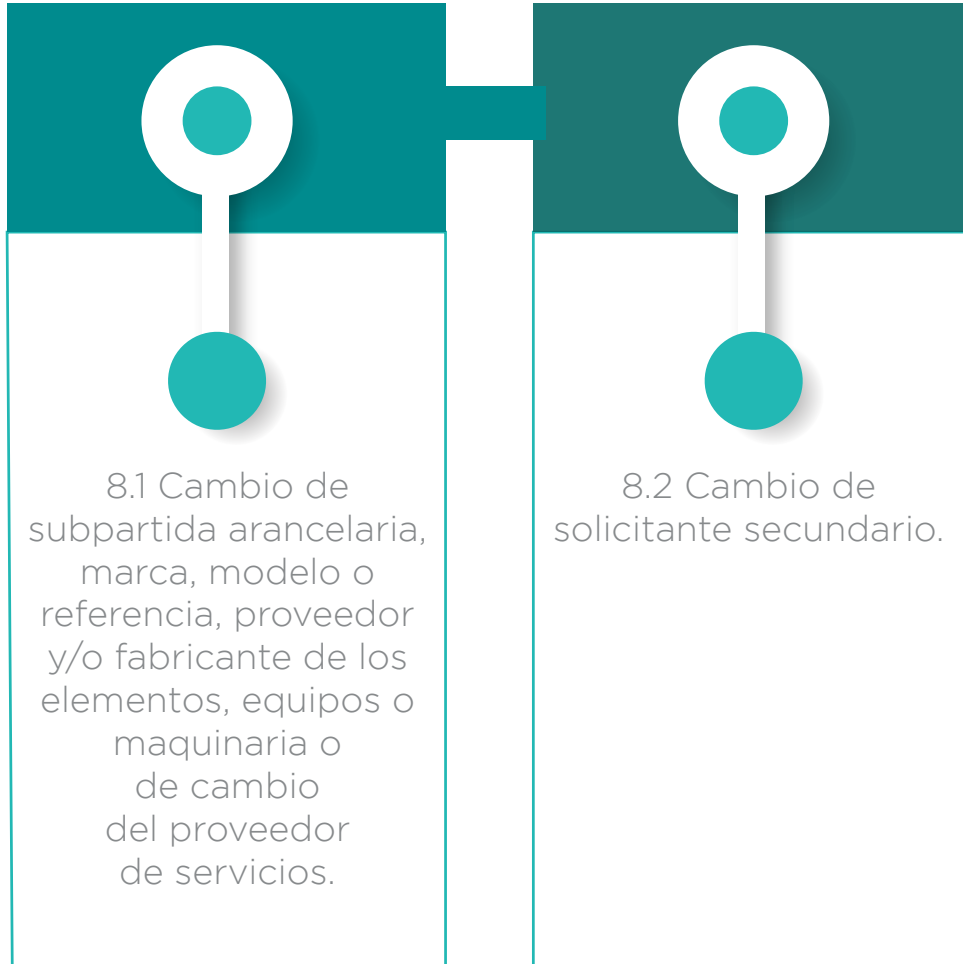 8.1 Cambio de
subpartida arancelaria,
marca, modelo o
referencia, proveedor
y/o fabricante de los
elementos, equipos o
maquinaria o
de cambio
del proveedor
de servicios.
8.2 Cambio de
solicitante secundario.